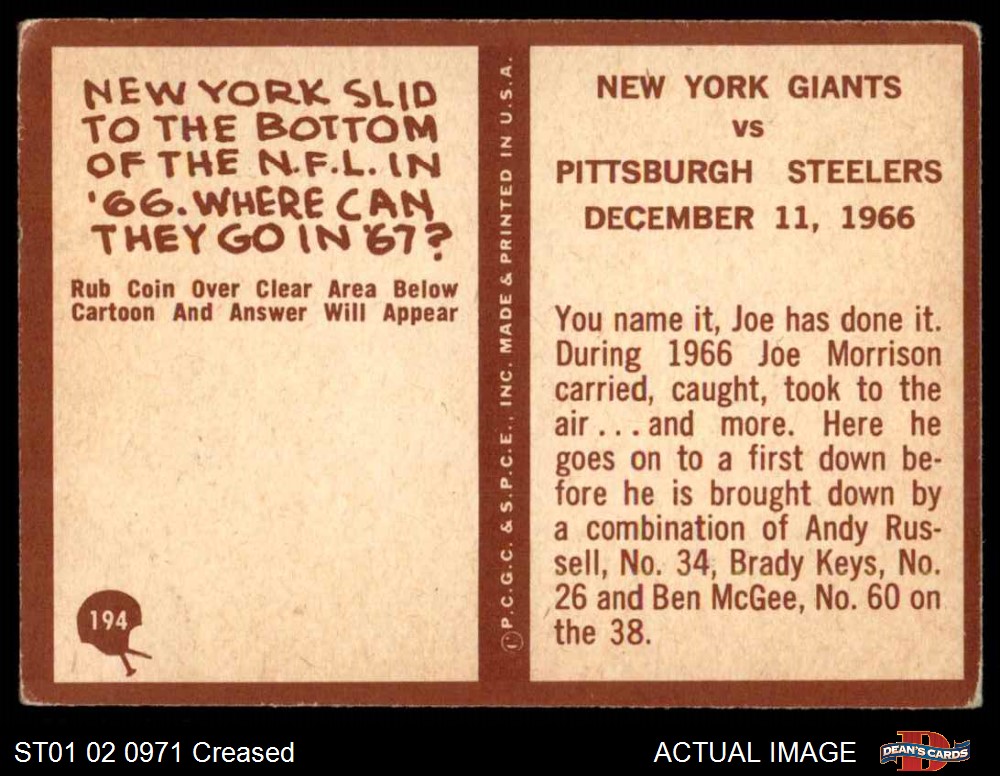 NEW YORK SLID
TO THE BOTTOM
OF THE N.F.L. IN
'66. WHERE CAN
THEY GO IN '67?
Rub Coin Over Clear Area Below
Cartoon And Answer Will Appear
194
©P.C.G.C. & S.P.C.E., INC. MADE & PRINTED IN U.S.A.
NEW YORK GIANTS
vs
PITTSBURGH STEELERS
DECEMBER 11, 1966
You name it, Joe has done it.
During 1966 Joe Morrison
carried, caught, took to the
air...and more. Here he
goes on to a first down be-
fore he is brought down by
a combination of Andy Rus-
sell, No. 34, Brady Keys, No.
26 and Ben McGee, No. 60 on
the 38.
ST01 02 0971 Creased
ACTUAL IMAGE
D
DEAN'S CARDS